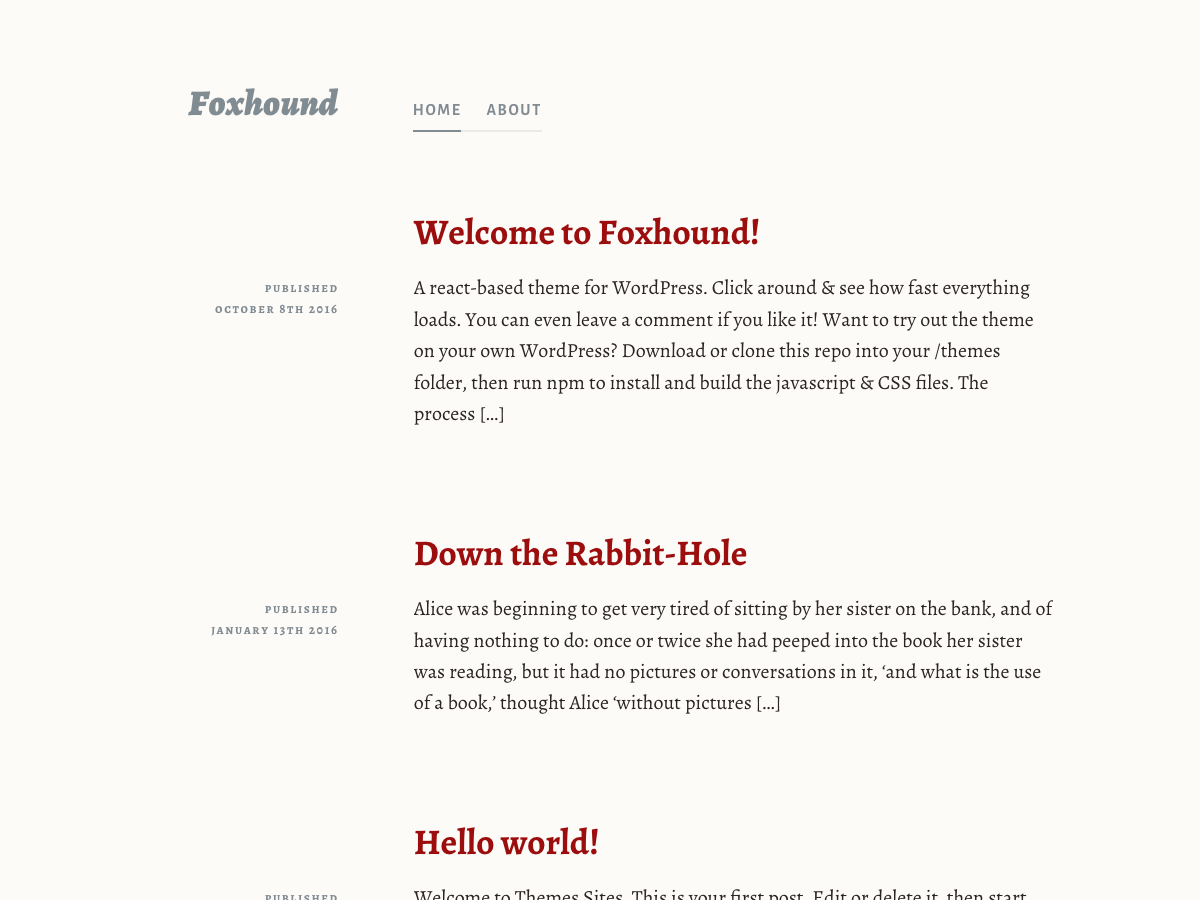 Foxhound
HOME ABOUT
Welcome to Foxhound!
PUBLISHED
OCTOBER 8TH 2016
A react-based theme for WordPress. Click around & see how fast everything
loads. You can even leave a comment if you like it! Want to try out the theme
on your own WordPress? Download or clone this repo into your /themes
folder, then run npm to install and build the javascript & CSS files. The
process [...]
Down the Rabbit-Hole
PUBLISHED
JANUARY 13TH 2016
Alice was beginning to get very tired of sitting by her sister on the bank, and of
having nothing to do: once or twice she had peeped into the book her sister
was reading, but it had no pictures or conversations in it, ‘and what is the use
of a book,’ thought Alice ‘without pictures [...]
Hello world!
PUBLISHED
Welcome to Themes Sites. This is your first post. Edit or delete it, then start